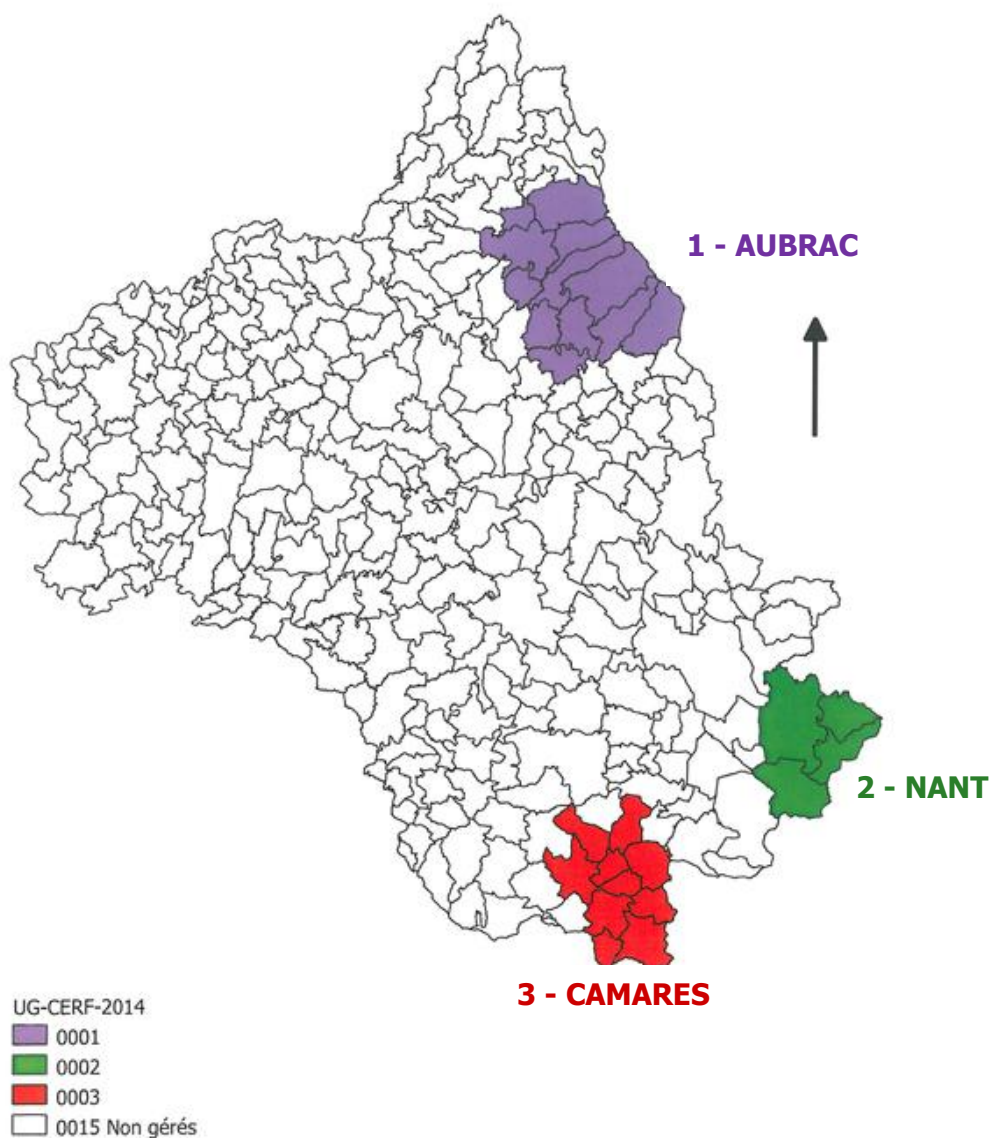 1 - AUBRAC
2 - NANT
3 - CAMARES
UG-CERF-2014
0001
0002
0003
0015 Non gérés